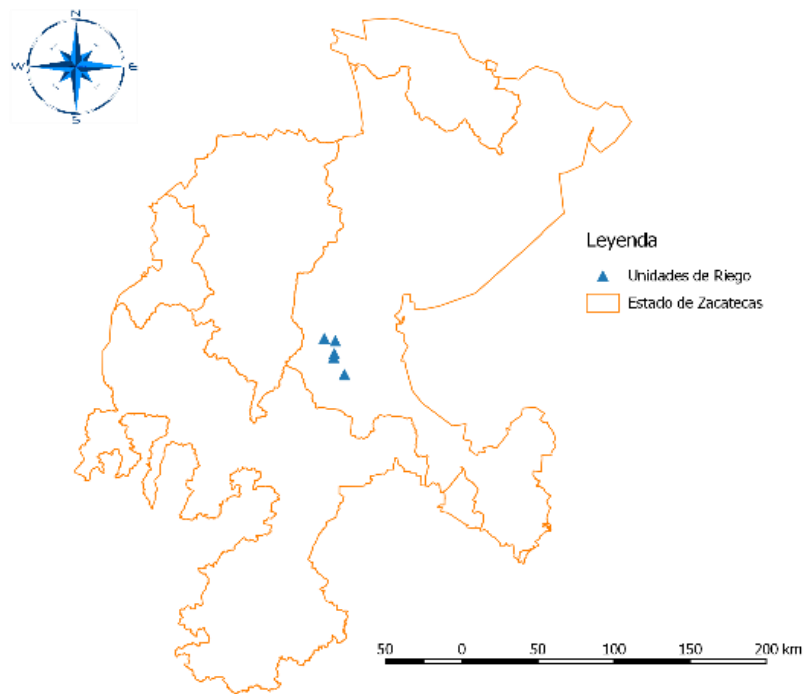 N
W E
S
Leyenda
Unidades de Riego
Estado de Zacatecas
50 0 50 100 150 200 km